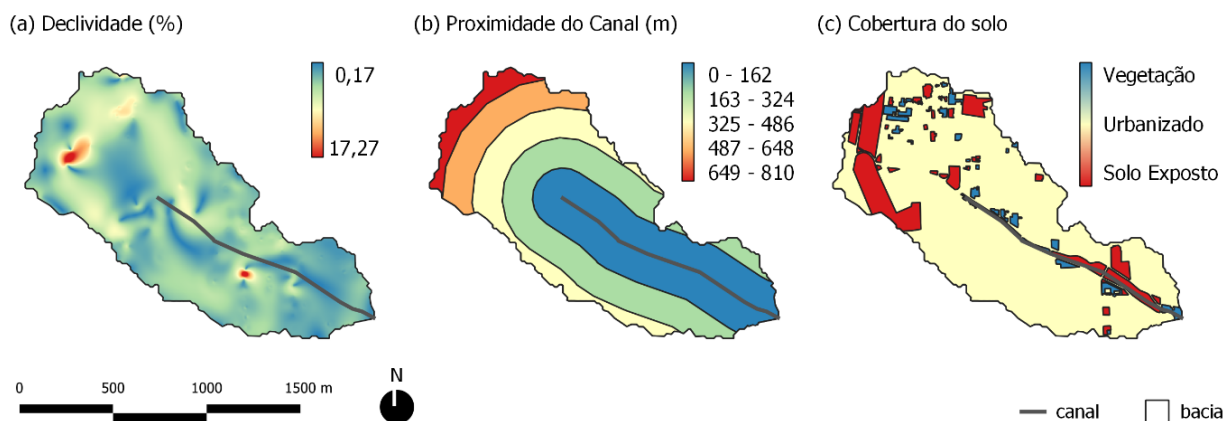 (a) Declividade (%)
0,17
17,27
(b) Proximidade do Canal (m)
0 - 162
163 - 324
325 - 486
487 - 648
649 - 810
(c) Cobertura do solo
Vegetação
Urbanizado
Solo Exposto
0 500 1000 1500 m
N
canal bacia